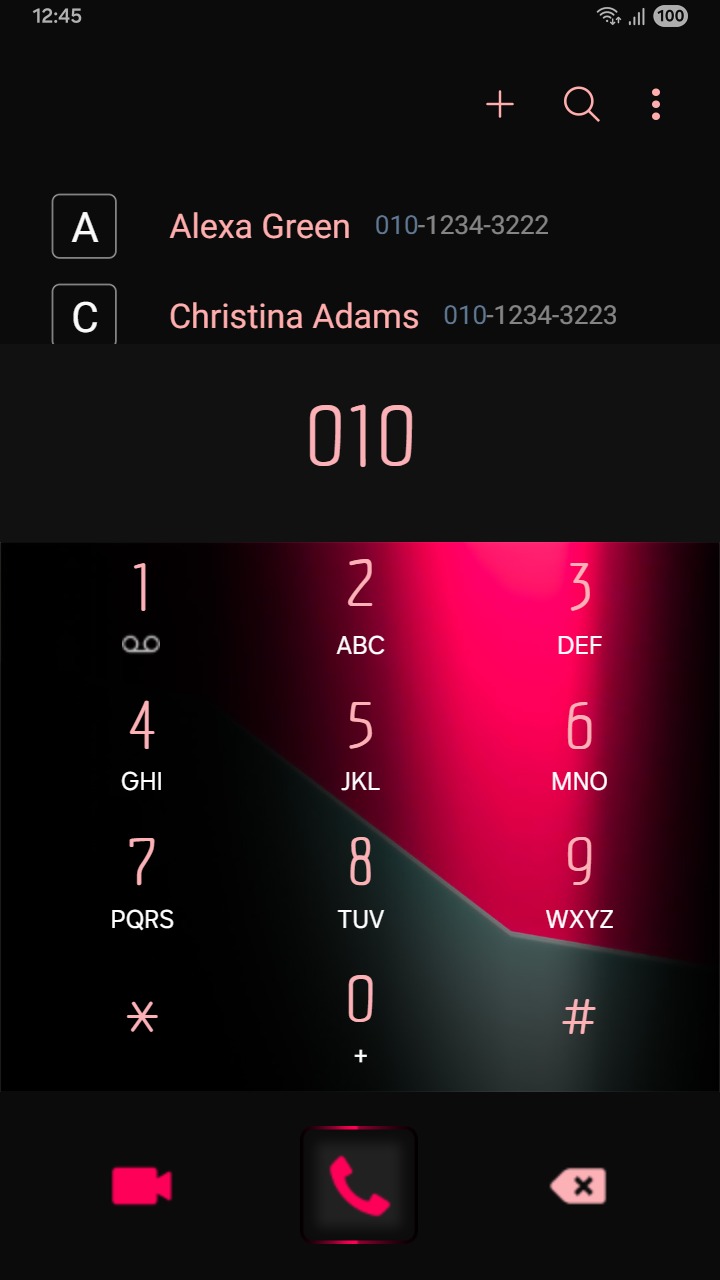 12:45 100
A Alexa Green 010-1234-3222
C Christina Adams 010-1234-3223
010
1 2 3
ABC DEF
4 5 6
GHI JKL MNO
7 8 9
PQRS TUV WXYZ
* 0 #
+